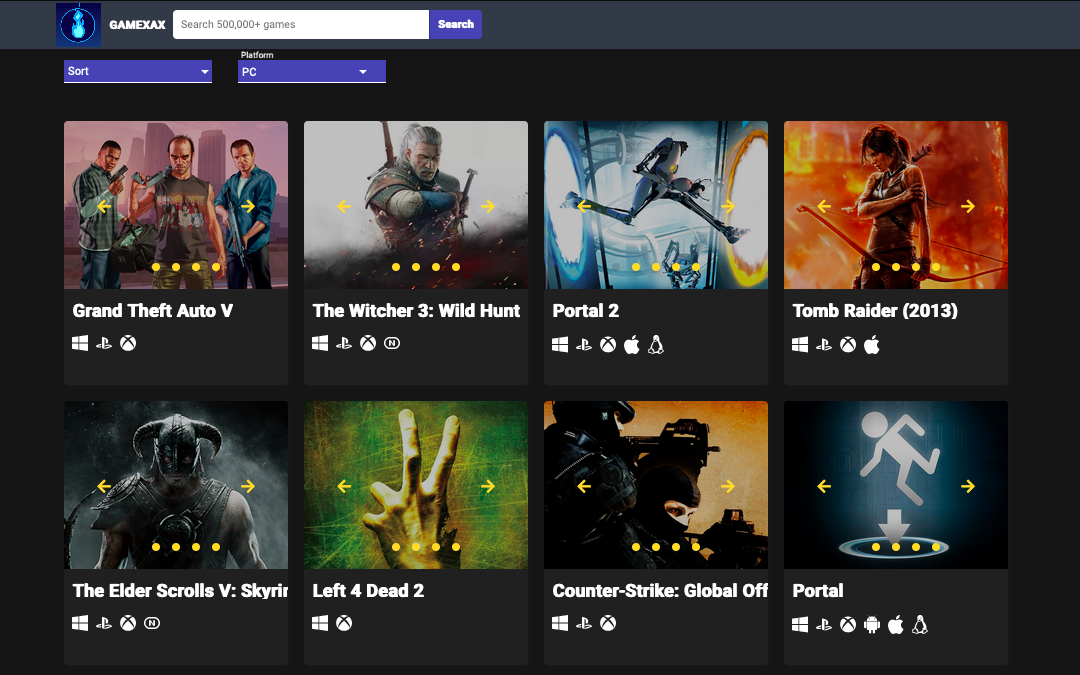 GAMEXAX
Search 500,000+ games
Search
Sort
Platform
PC
Grand Theft Auto V
The Witcher 3: Wild Hunt
Portal 2
Tomb Raider (2013)
The Elder Scrolls V: Skyrir
Left 4 Dead 2
Counter-Strike: Global Off
Portal